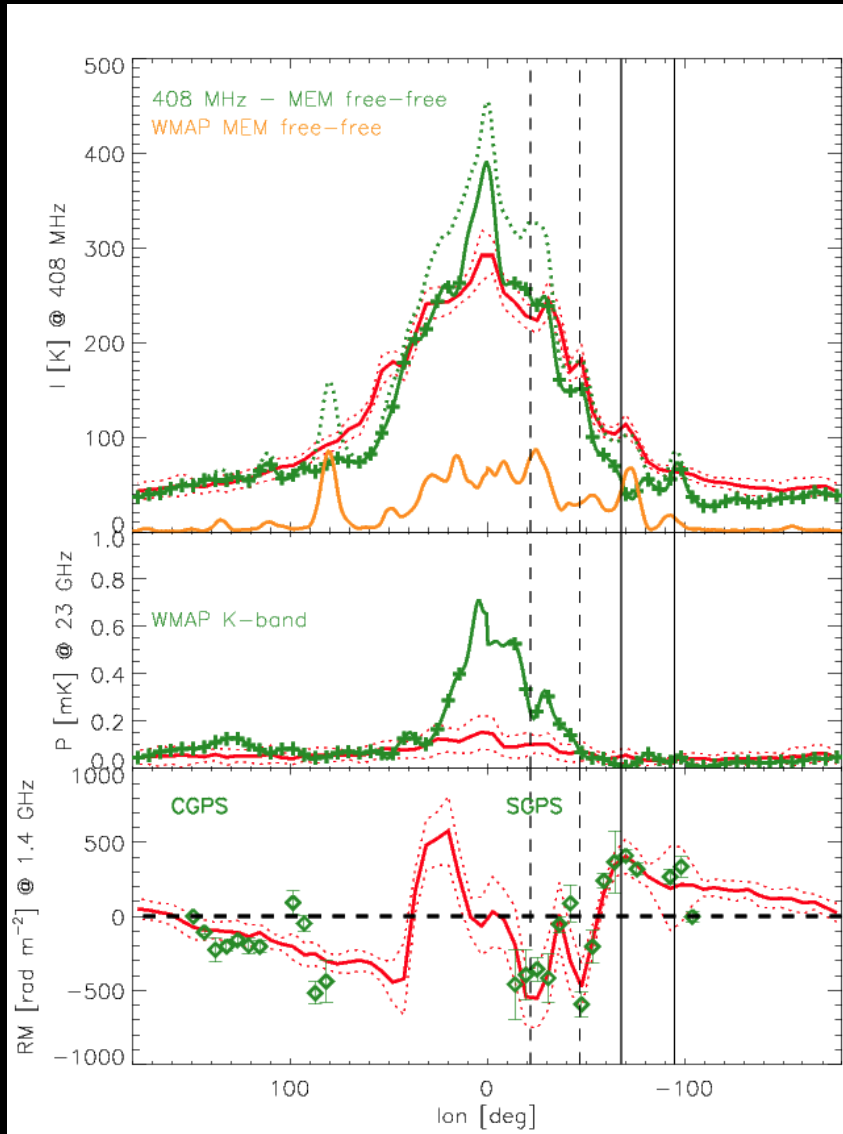 500
408 MHz – MEM free–free
WMAP MEM free–free
400
300
200
100
0
I [K] @ 408 MHz
1.0
0.8
WMAP K–band
0.6
0.4
0.2
0.0
P [mK] @ 23 GHz
1000
CGPS SGPS
500
0
−500
−1000
RM [rad m−2] @ 1.4 GHz
100 0 −100
lon [deg]